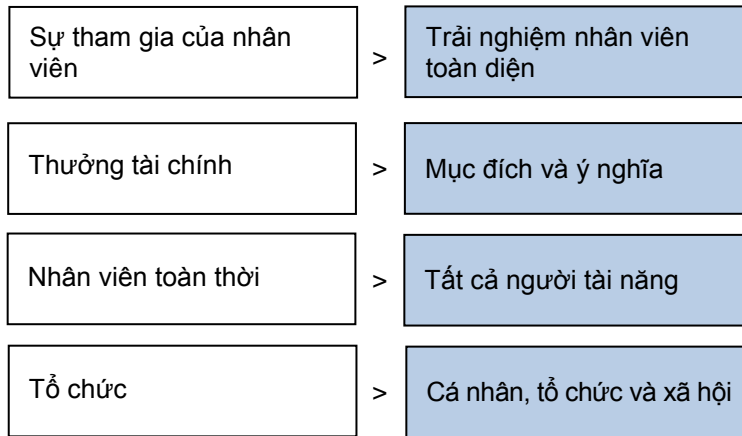 Sự tham gia của nhân
viên
>
Trải nghiệm nhân viên
toàn diện
Thưởng tài chính
>
Mục đích và ý nghĩa
Nhân viên toàn thời
>
Tất cả người tài năng
Tổ chức
>
Cá nhân, tổ chức và xã hội